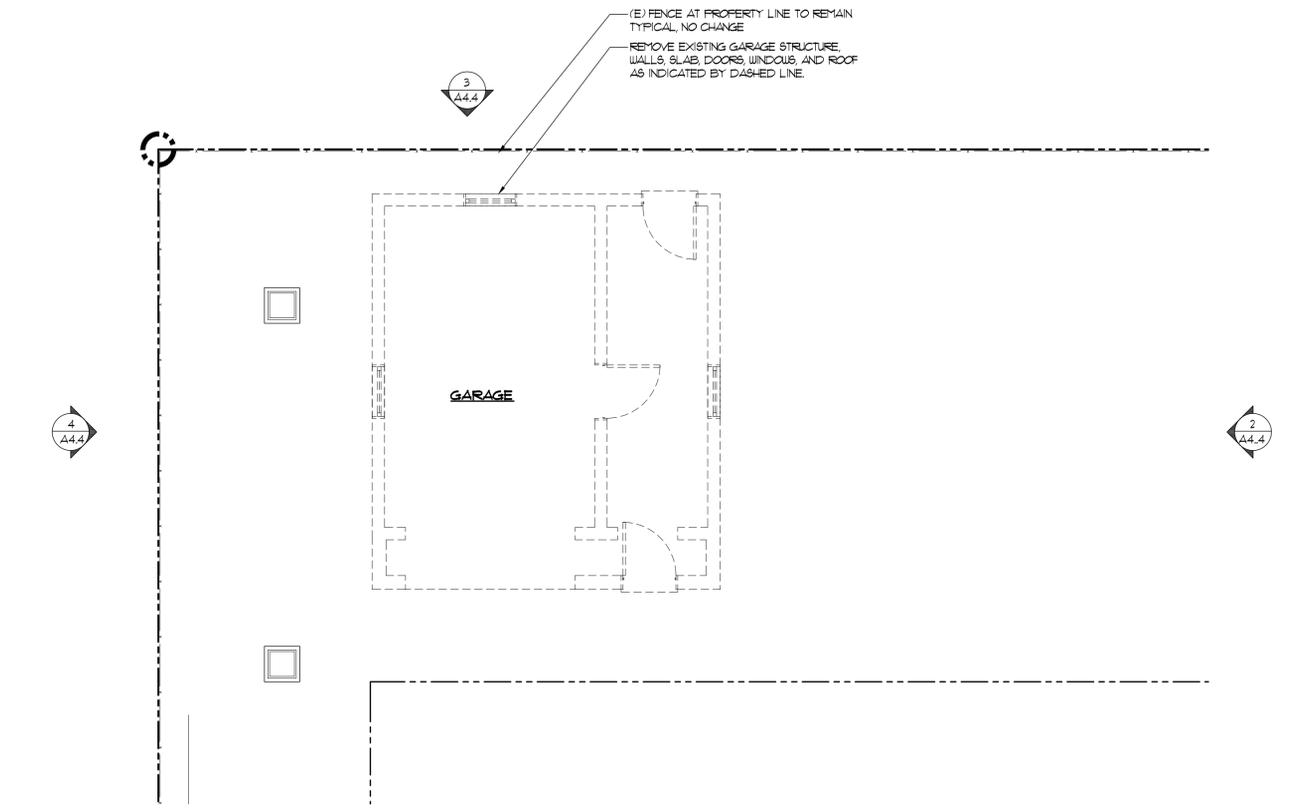 (E) FENCE AT PROPERTY LINE TO REMAIN
TYPICAL, NO CHANGE
REMOVE EXISTING GARAGE STRUCTURE,
WALLS, SLAB, DOORS, WINDOWS, AND ROOF
AS INDICATED BY DASHED LINE.
3
A4.4
GARAGE
4
A4.4
2
A4.4